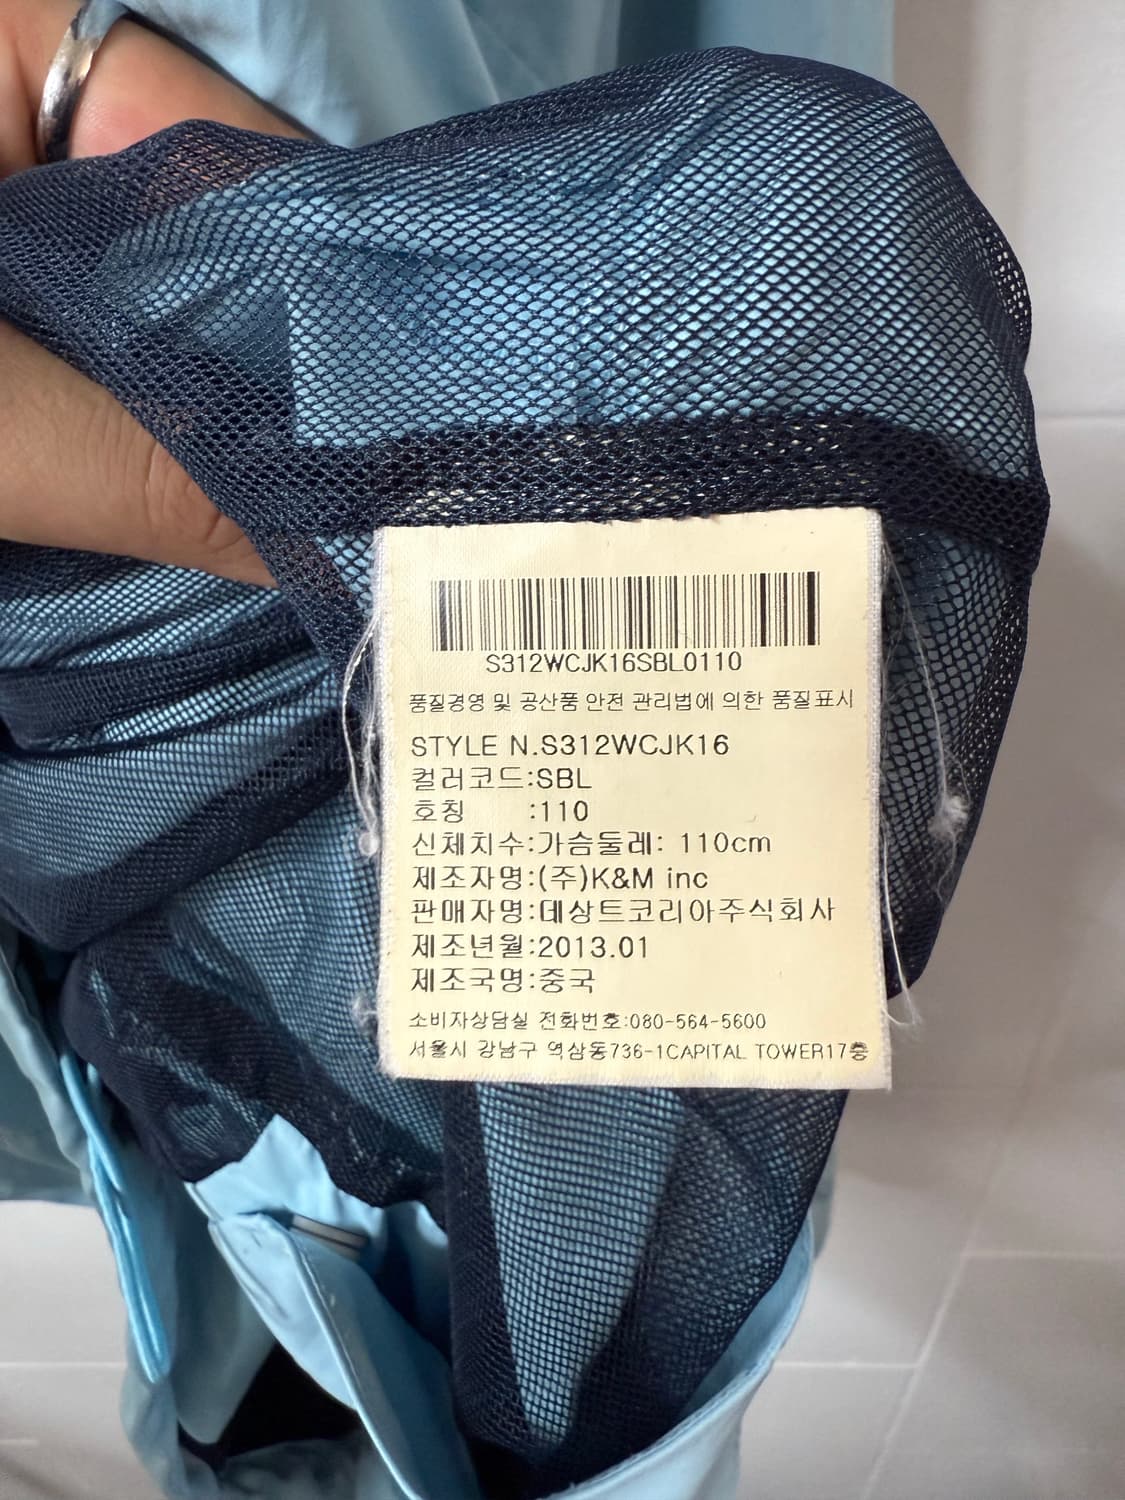 S312WCJK16SBL0110
품질경영 및 공산품 안전 관리법에 의한 품질표시
STYLE N.S312WCJK16
컬러코드:SBL
호칭 :110
신체치수:가슴둘레: 110cm
제조자명:(주)K&M inc
판매자명:데상트코리아주식회사
제조년월:2013.01
제조국명:중국
소비자상담실 전화번호:080-564-5600
서울시 강남구 역삼동736-1CAPITAL TOWER17층